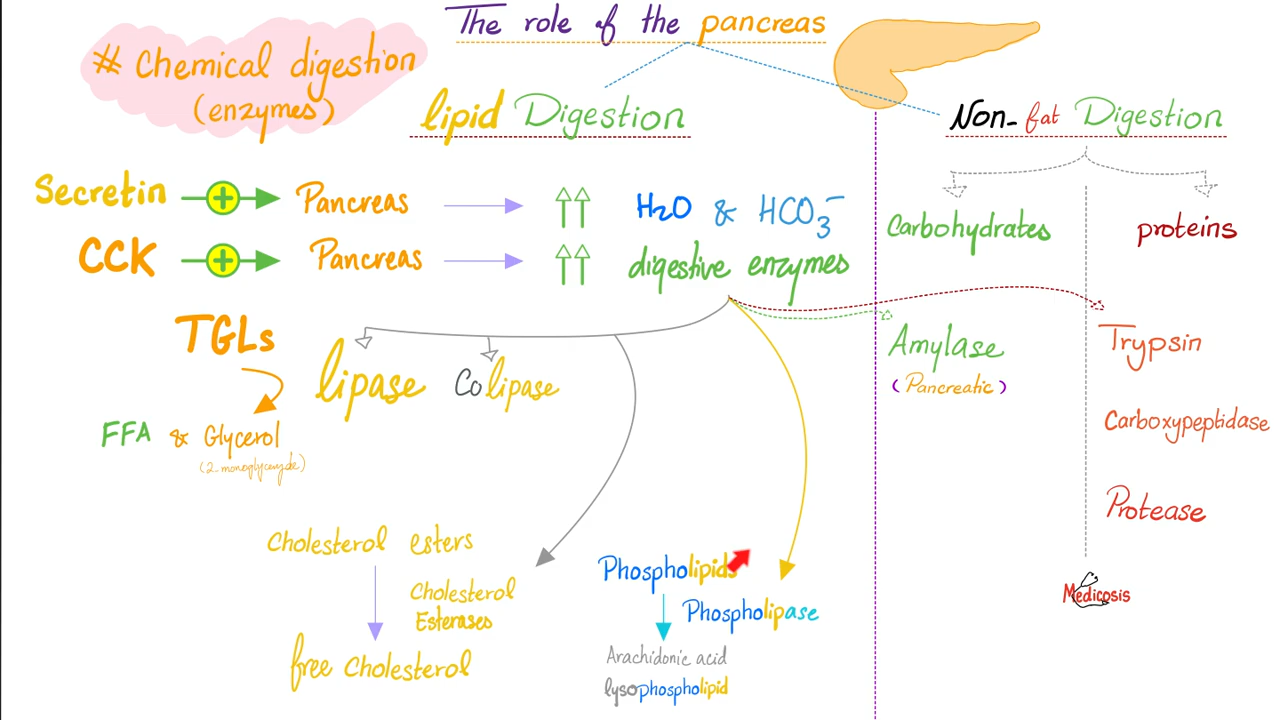 The role of the pancreas
# Chemical digestion
(enzymes)
lipid Digestion
Non-fat Digestion
Secretin + Pancreas ↑↑ H2O & HCO3−
CCK + Pancreas ↑↑ digestive enzymes
Carbohydrates
proteins
TGLs
lipase
Colipase
FFA & Glycerol
(2-monoglyceryde)
Amylase
(Pancreatic)
Trypsin
Carboxypeptidase
Protease
Cholesterol esters
Cholesterol
Esterases
free Cholesterol
Phospholipids
Phospholipase
Arachidonic acid
lysophospholipid
Medicosis